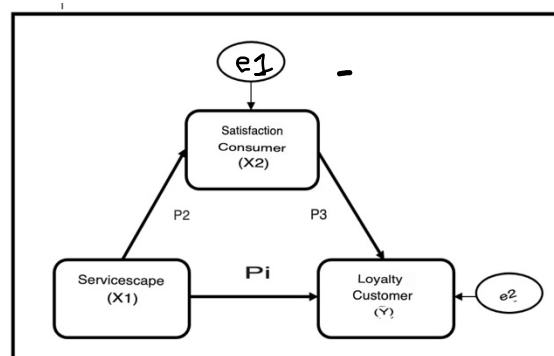 e1
Satisfaction
Consumer
(X2)
P2
P3
Servicescape
(X1)
Pi
Loyalty
Customer
(Y)
e2